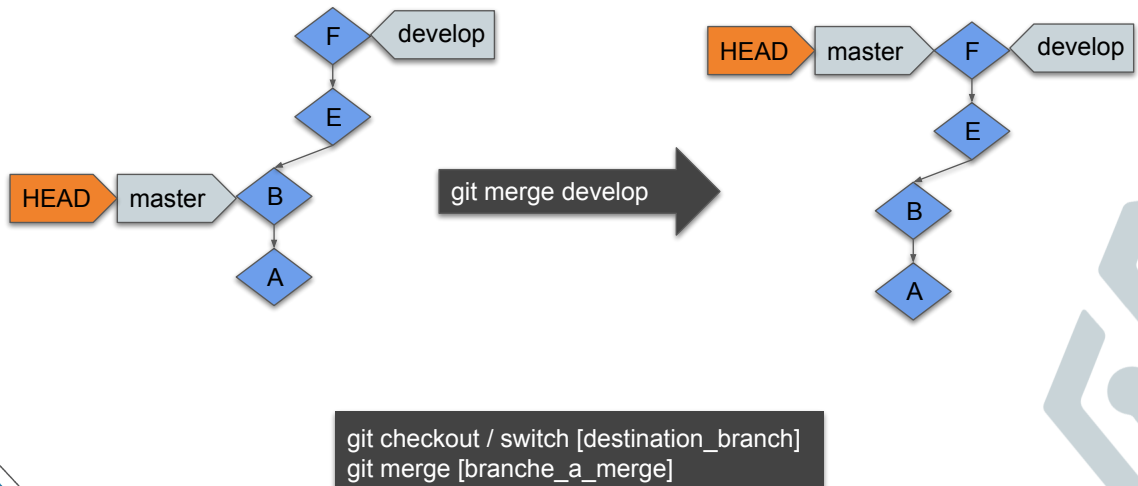 F develop
HEAD master F develop
E
E
HEAD master B
git merge develop
B
A
A
git checkout / switch [destination_branch]
git merge [branche_a_merge]